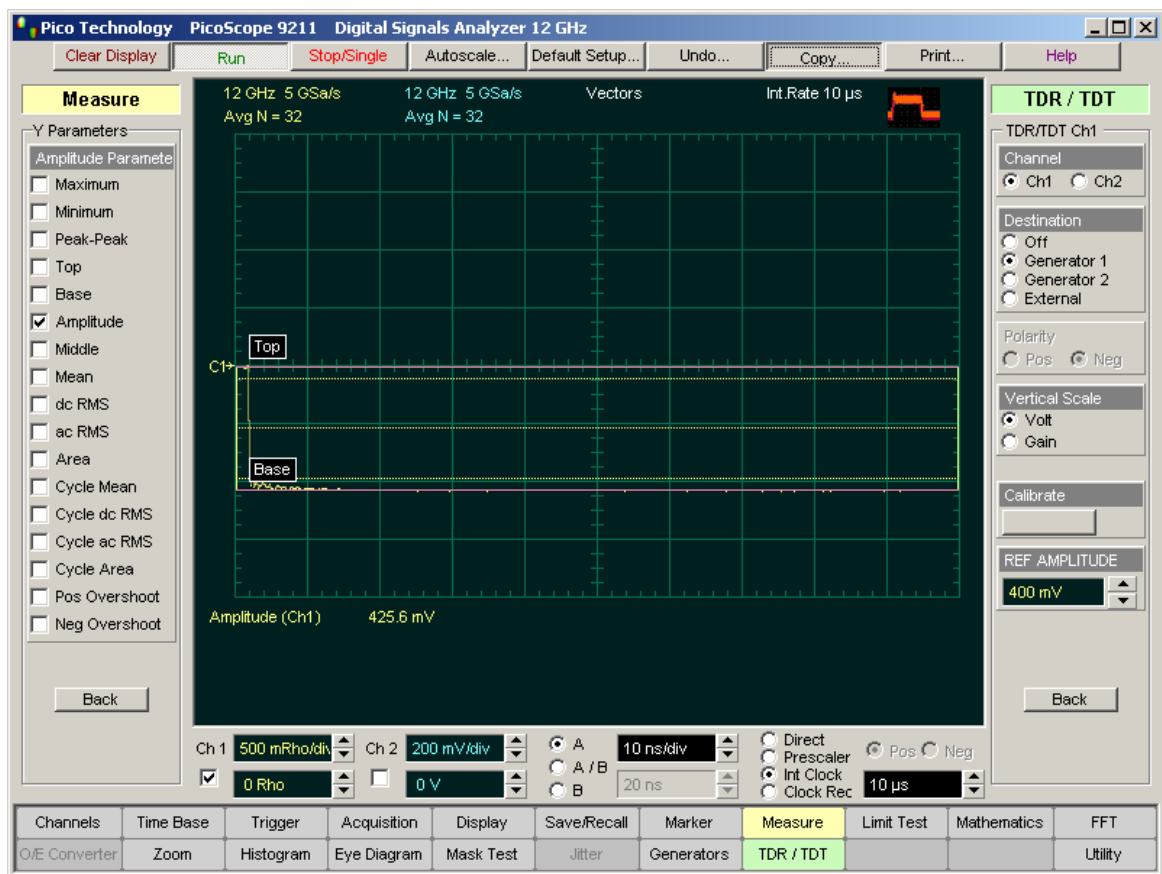 Pico Technology PicoScope 9211 Digital Signals Analyzer 12 GHz
Clear Display Run Stop/Single Autoscale... Default Setup... Undo... Copy... Print... Help
Measure
Y Parameters
Amplitude Paramete
Maximum
Minimum
Peak-Peak
Top
Base
Amplitude
Middle
Mean
dc RMS
ac RMS
Area
Cycle Mean
Cycle dc RMS
Cycle ac RMS
Cycle Area
Pos Overshoot
Neg Overshoot
Back
12 GHz 5 GSa/s 12 GHz 5 GSa/s Vectors Int.Rate 10 µs
Avg N = 32 Avg N = 32
Top
C1
Base
Amplitude (Ch1) 425.6 mV
TDR / TDT
TDR/TDT Ch1
Channel
Ch1 Ch2
Destination
Off
Generator 1
Generator 2
External
Polarity
Pos Neg
Vertical Scale
Volt
Gain
Calibrate
REF AMPLITUDE
400 mV
Back
Ch 1 500 mRho/div Ch 2 200 mV/div A 10 ns/div Direct Pos Neg
0 Rho 0 V A / B 20 ns Prescaler
B Int Clock 10 µs
Clock Rec
Channels Time Base Trigger Acquisition Display Save/Recall Marker Measure Limit Test Mathematics FFT
O/E Converter Zoom Histogram Eye Diagram Mask Test Jitter Generators TDR / TDT Utility